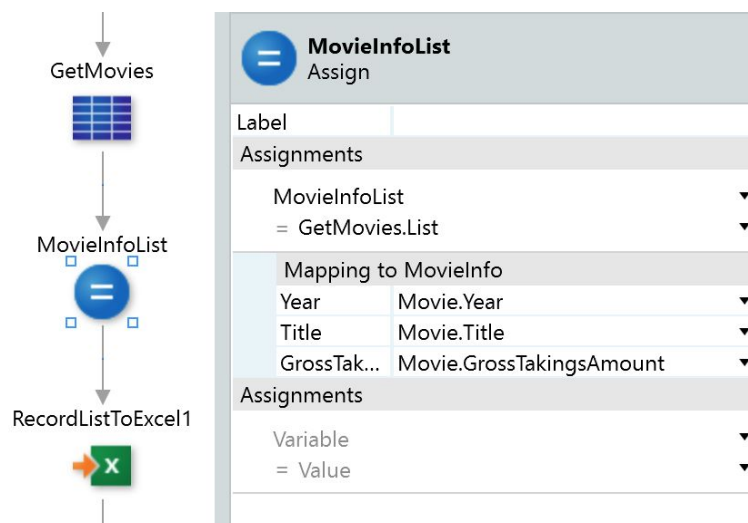 GetMovies
MovieInfoList
RecordListToExcel1
MovieInfoList
Assign
Label
Assignments
MovieInfoList
= GetMovies.List
Mapping to MovieInfo
Year Movie.Year
Title Movie.Title
GrossTak... Movie.GrossTakingsAmount
Assignments
Variable
= Value